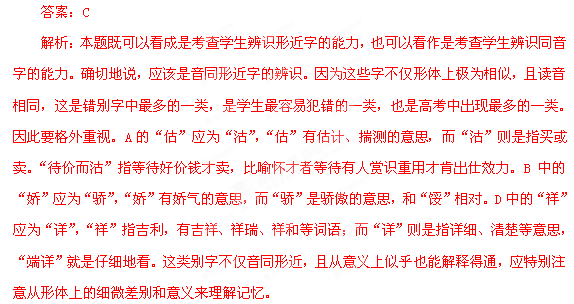 答案：C
解析：本题既可以看成是考查学生辨识形近字的能力，也可以看作是考查学生辨识同音
字的能力。确切地说，应该是音同形近字的辨识。因为这些字不仅形体上极为相似，且读音
相同，这是错别字中最多的一类，是学生最容易犯错的一类，也是高考中出现最多的一类。
因此要格外重视。A 的“估”应为“沽”，“估”有估计、揣测的意思，而“沽”则是指买或
卖。“待价而沽”指等待好价钱才卖，比喻怀才者等待有人赏识重用才肯出仕效力。B 中的
“娇”应为“骄”，“娇”有娇气的意思，而“骄”是骄傲的意思，和“馁”相对。D 中的“祥”
应为“详”，“祥”指吉利，有吉祥、祥瑞、祥和等词语；而“详”则是指详细、清楚等意思，
“端详”就是仔细地看。这类别字不仅音同形近，且从意义上似乎也能解释得通，应特别注
意从形体上的细微差别和意义来理解记忆。